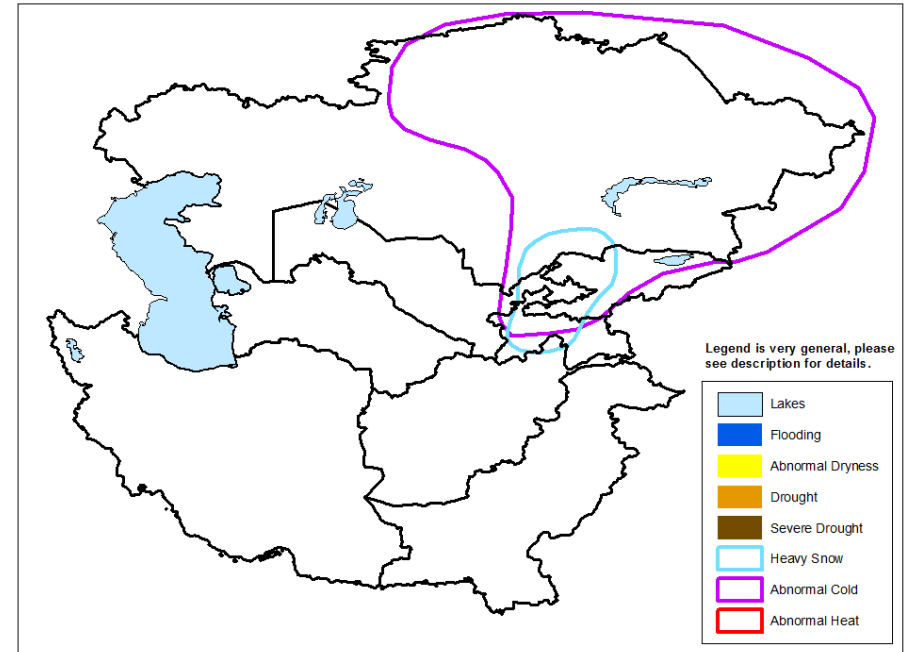 Legend is very general, please
see description for details.
Lakes
Flooding
Abnormal Dryness
Drought
Severe Drought
Heavy Snow
Abnormal Cold
Abnormal Heat